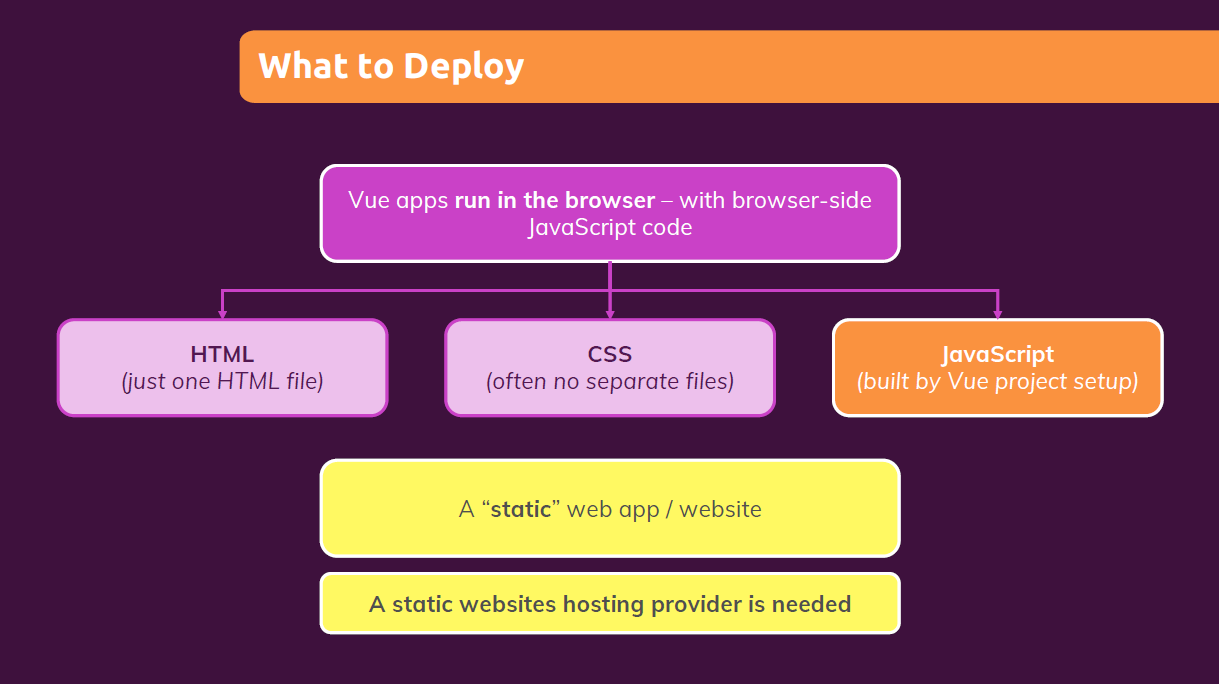 What to Deploy
Vue apps run in the browser – with browser-side
JavaScript code
HTML
(just one HTML file)
CSS
(often no separate files)
JavaScript
(built by Vue project setup)
A “static” web app / website
A static websites hosting provider is needed